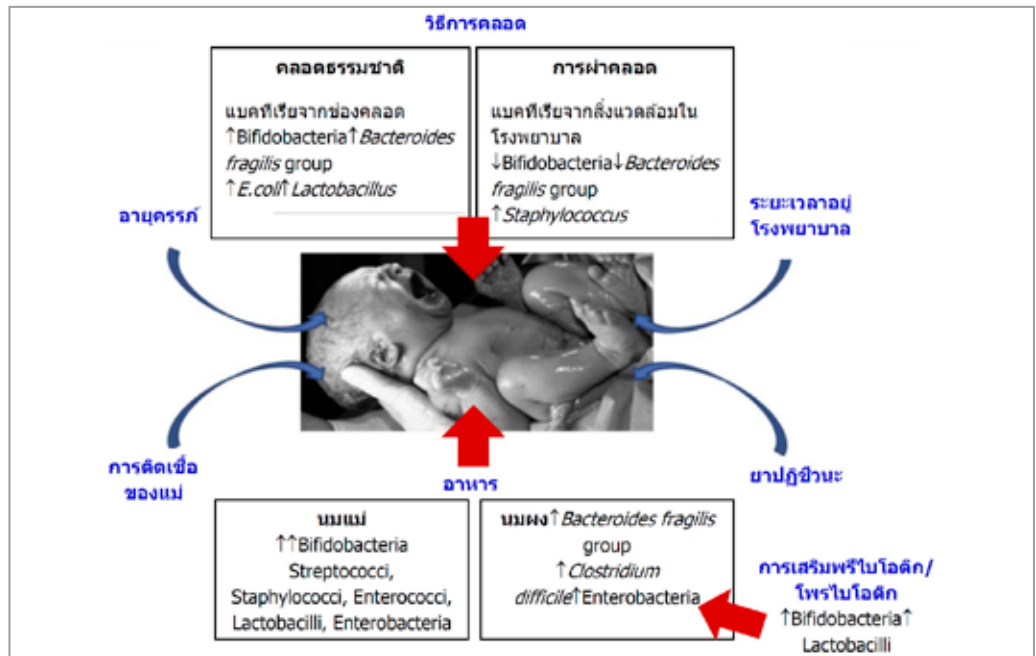 วิธีการคลอด
คลอดธรรมชาติ
แบคทีเรียจากช่องคลอด
↑Bifidobacteria↑Bacteroides
fragilis group
↑E.coli↑ Lactobacillus
การผ่าคลอด
แบคทีเรียจากสิ่งแวดล้อมใน
โรงพยาบาล
↓Bifidobacteria↓Bacteroides
fragilis group
↑Staphylococcus
อายุครรภ์
ระยะเวลาอยู่
โรงพยาบาล
การติดเชื้อ
ของแม่
ยาปฏิชีวนะ
อาหาร
นมแม่
↑↑Bifidobacteria
Streptococci,
Staphylococci, Enterococci,
Lactobacilli, Enterobacteria
นมผง↑Bacteroides fragilis
group
↑Clostridium
difficile↑Enterobacteria
การเสริมพรีไบโอติก/
โพรไบโอติก
↑Bifidobacteria↑
Lactobacilli